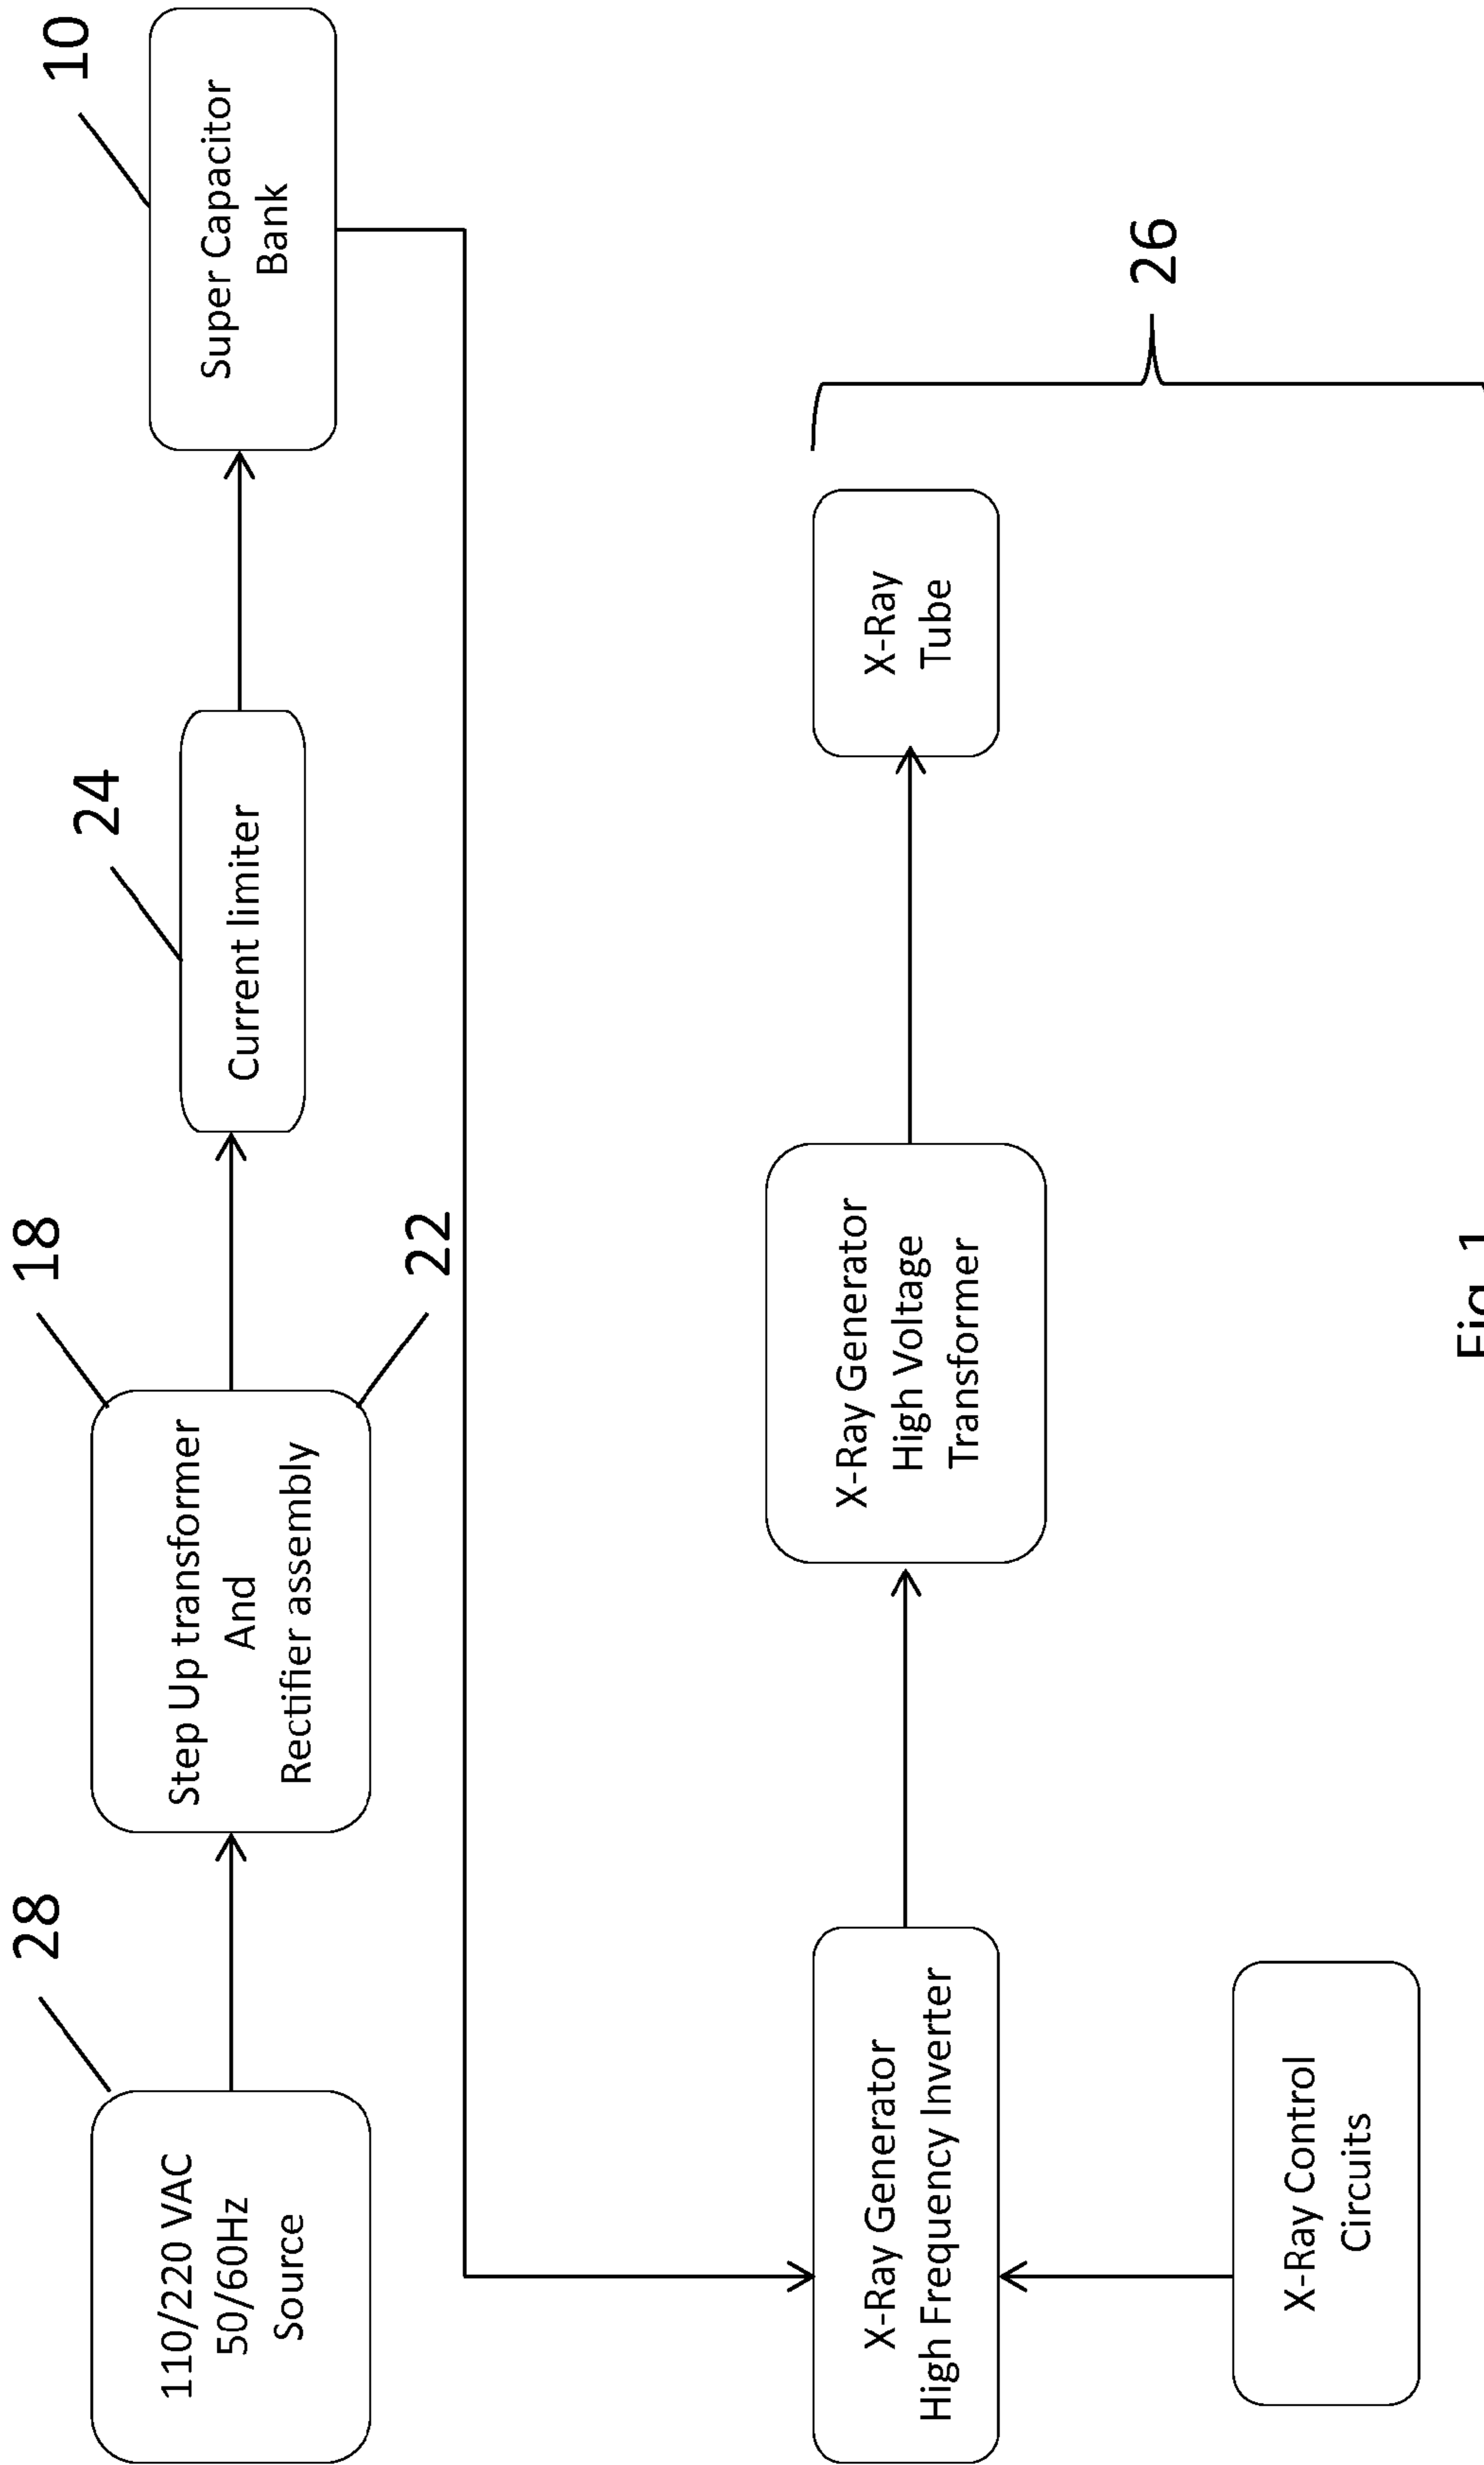 28
18
24
10
110/220 VAC
50/60Hz
Source
Step Up transformer
And
Rectifier assembly
Current limiter
Super Capacitor
Bank
22
X-Ray Generator
High Frequency Inverter
X-Ray Generator
High Voltage
Transformer
X-Ray
Tube
26
X-Ray Control
Circuits
Fig. 1